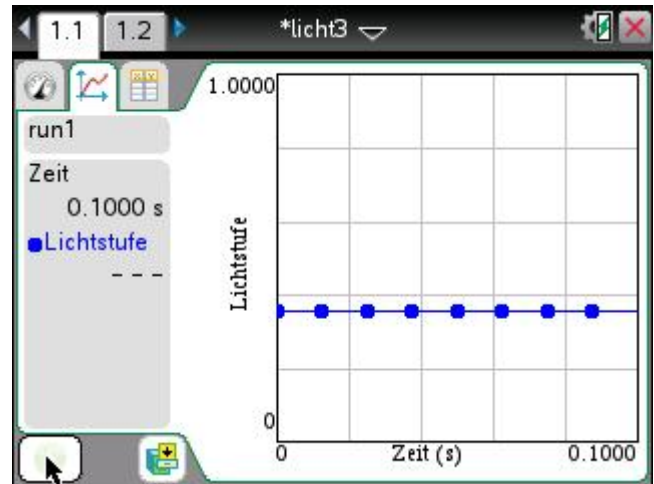 1.1 1.2 *licht3
run1
Zeit
0.1000 s
Lichtstufe
- - -
1.0000
Lichtstufe
0
0 Zeit (s) 0.1000